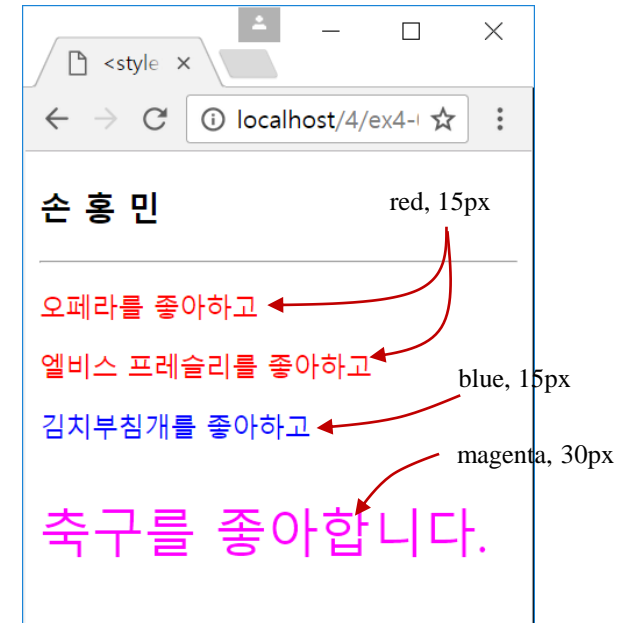 <style
localhost/4/ex4-
손 홍 민
red, 15px
오페라를 좋아하고
엘비스 프레슬리를 좋아하고
blue, 15px
김치부침개를 좋아하고
magenta, 30px
축구를 좋아합니다.